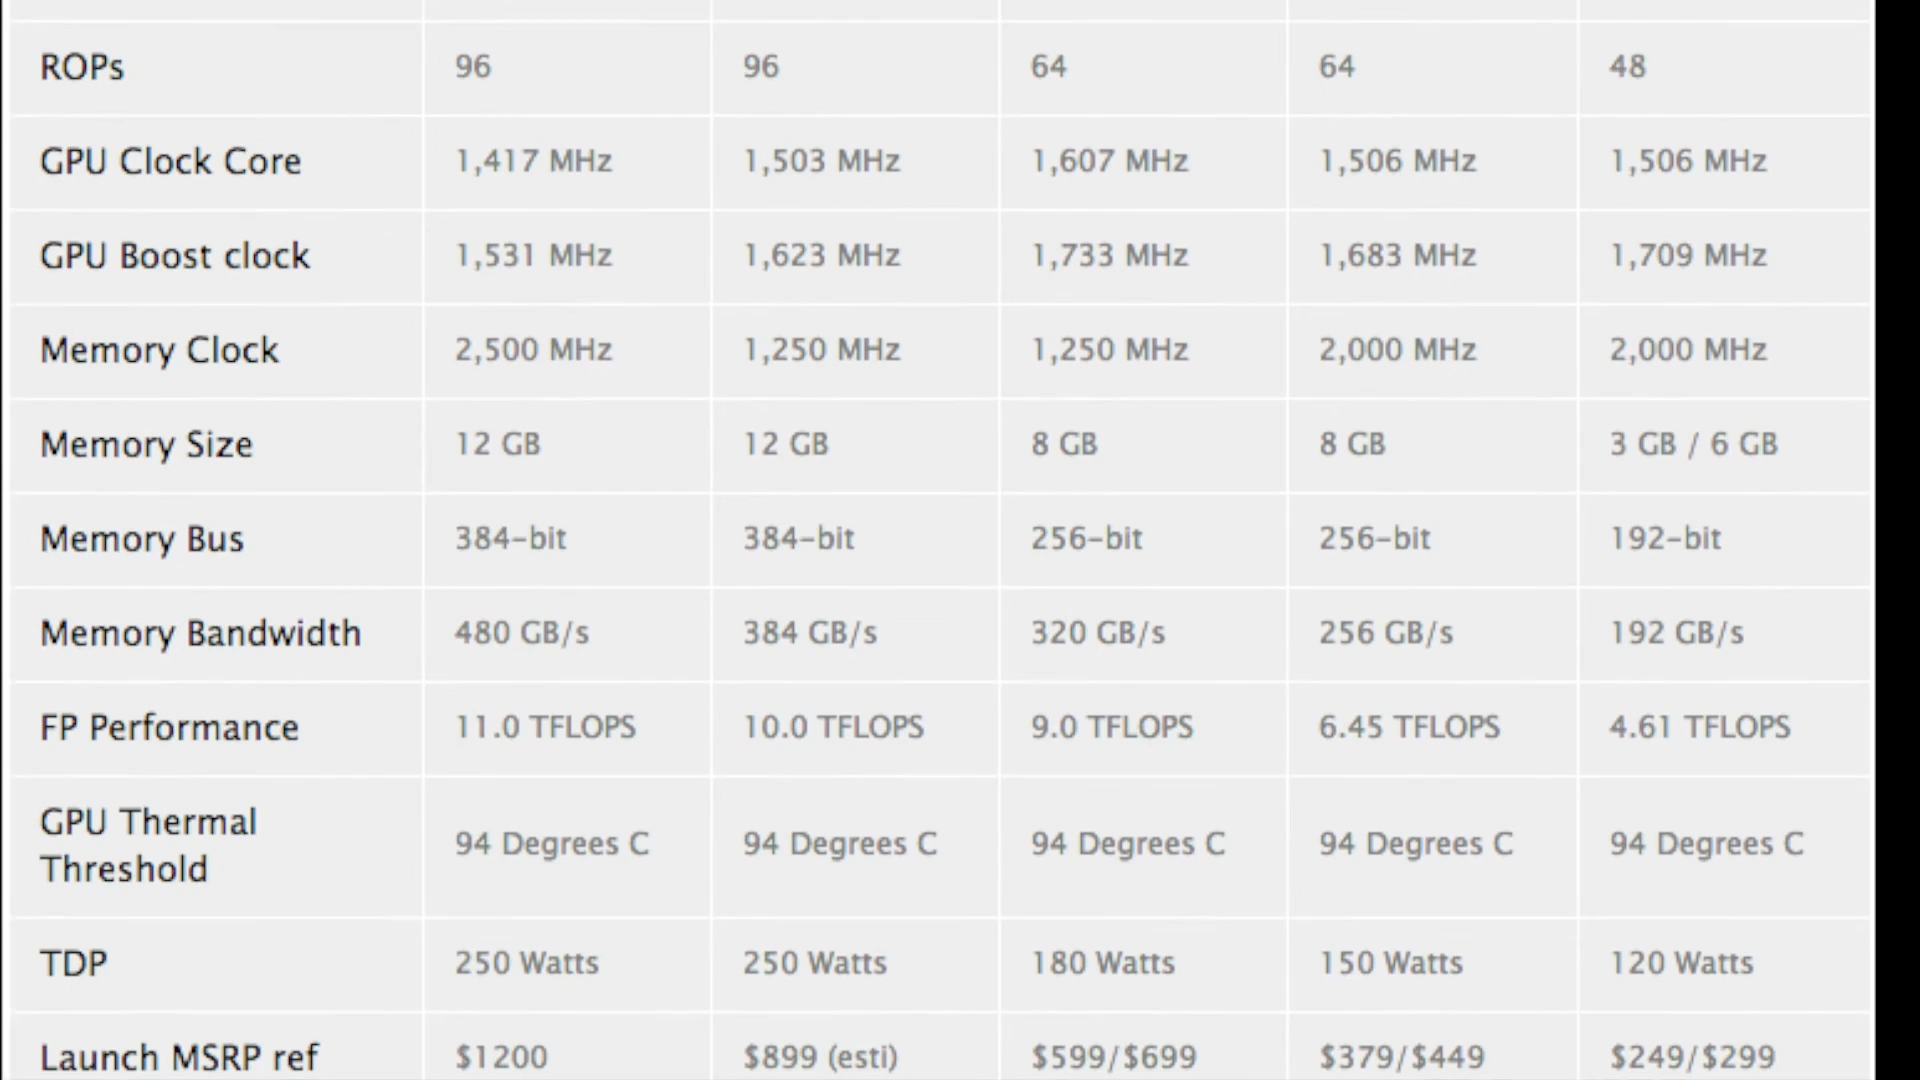 ROPs 96 96 64 64 48
GPU Clock Core 1,417 MHz 1,503 MHz 1,607 MHz 1,506 MHz 1,506 MHz
GPU Boost clock 1,531 MHz 1,623 MHz 1,733 MHz 1,683 MHz 1,709 MHz
Memory Clock 2,500 MHz 1,250 MHz 1,250 MHz 2,000 MHz 2,000 MHz
Memory Size 12 GB 12 GB 8 GB 8 GB 3 GB / 6 GB
Memory Bus 384-bit 384-bit 256-bit 256-bit 192-bit
Memory Bandwidth 480 GB/s 384 GB/s 320 GB/s 256 GB/s 192 GB/s
FP Performance 11.0 TFLOPS 10.0 TFLOPS 9.0 TFLOPS 6.45 TFLOPS 4.61 TFLOPS
GPU Thermal
Threshold 94 Degrees C 94 Degrees C 94 Degrees C 94 Degrees C 94 Degrees C
TDP 250 Watts 250 Watts 180 Watts 150 Watts 120 Watts
Launch MSRP ref $1200 $899 (esti) $599/$699 $379/$449 $249/$299